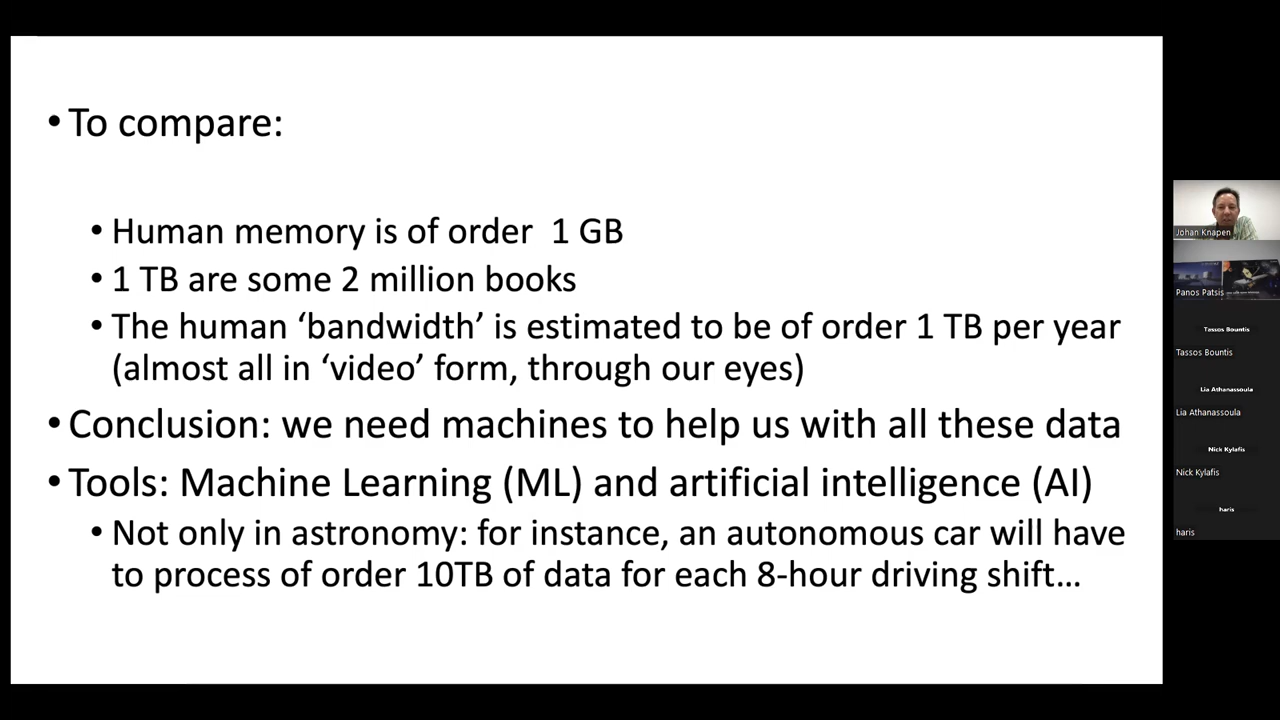 • To compare:
• Human memory is of order 1 GB
• 1 TB are some 2 million books
• The human ‘bandwidth’ is estimated to be of order 1 TB per year
(almost all in ‘video’ form, through our eyes)
• Conclusion: we need machines to help us with all these data
• Tools: Machine Learning (ML) and artificial intelligence (AI)
• Not only in astronomy: for instance, an autonomous car will have
to process of order 10TB of data for each 8-hour driving shift…
Johan Knapen
Panos Patsis
Tassos Bountis
Tassos Bountis
Lia Athanassoula
Lia Athanassoula
Nick Kylafis
Nick Kylafis
haris
haris